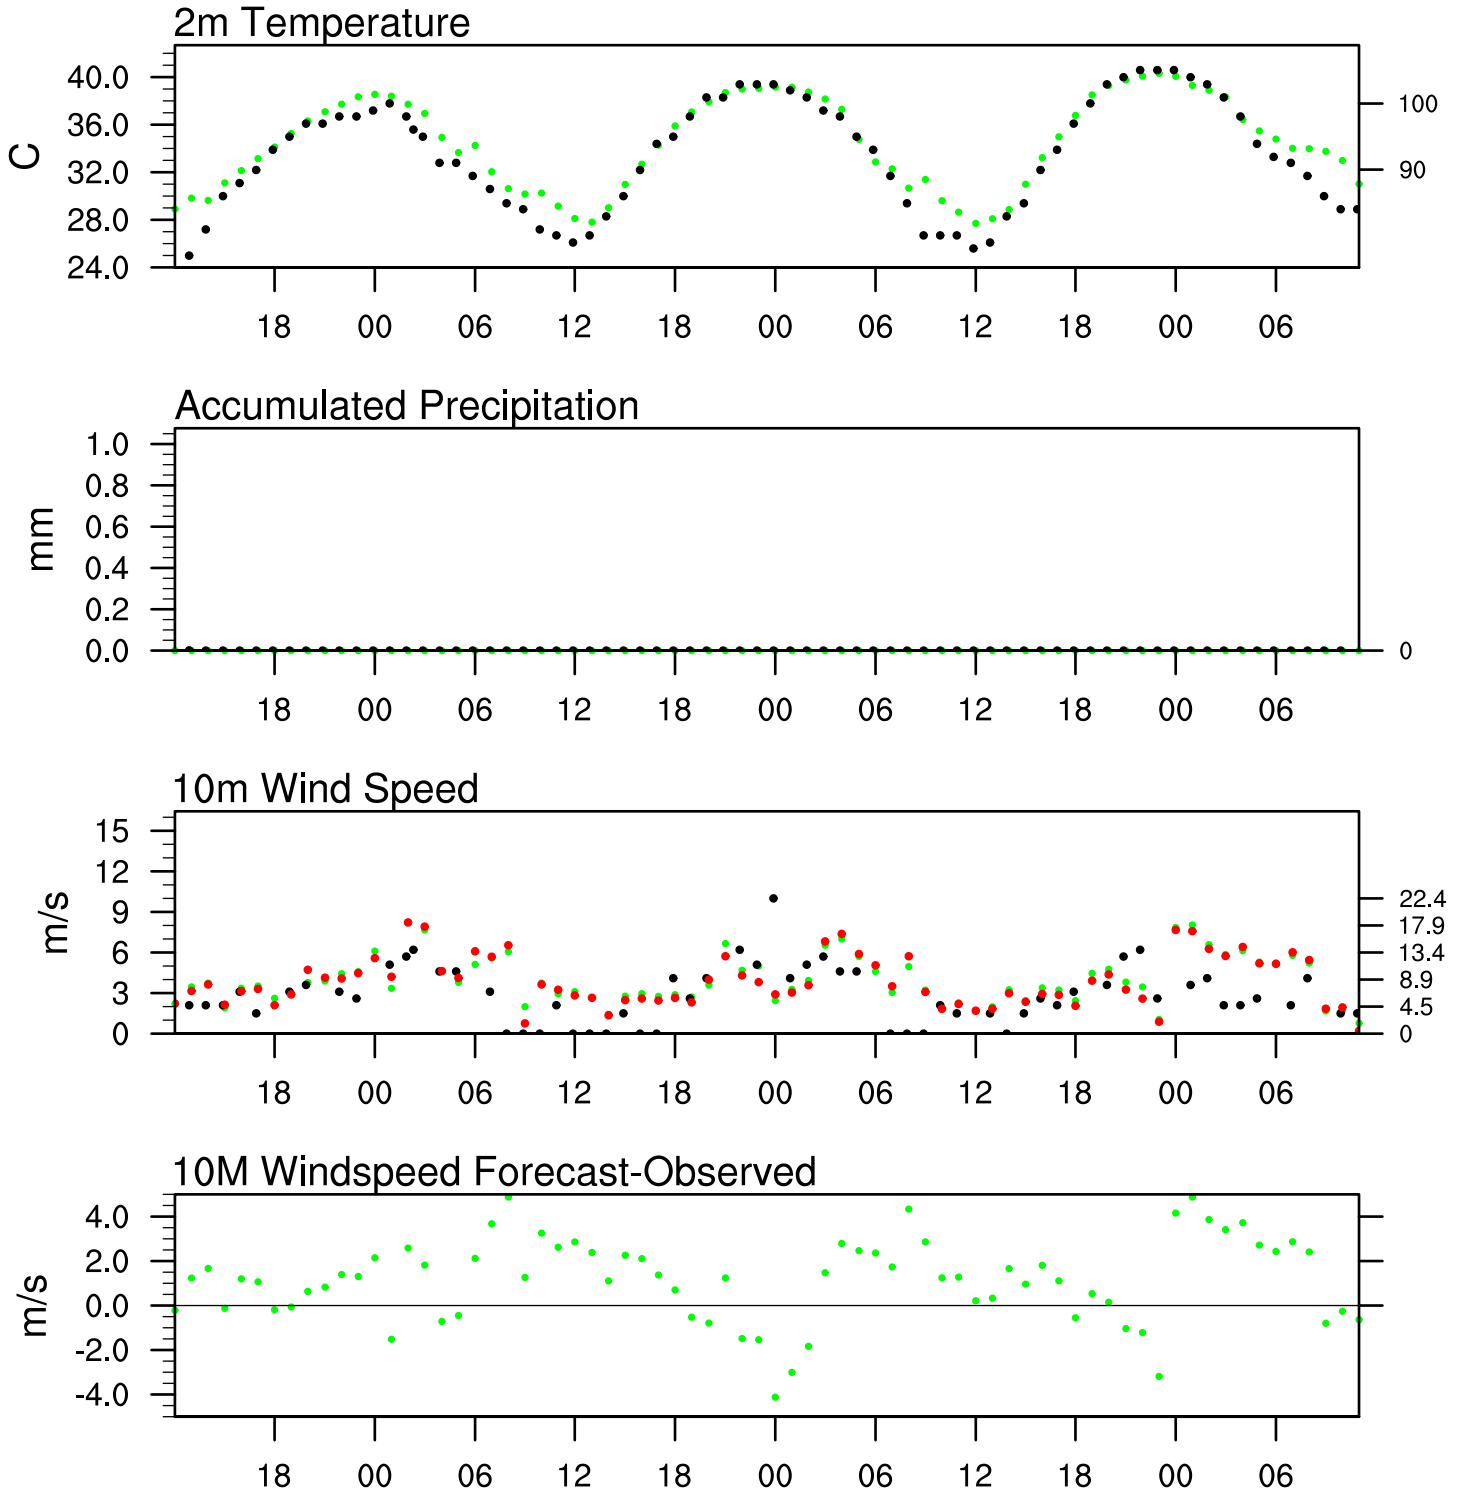 2m Temperature
C
40.0
36.0
32.0
28.0
24.0
100
90
18 00 06 12 18 00 06 12 18 00 06
Accumulated Precipitation
mm
1.0
0.8
0.6
0.4
0.2
0.0
0
18 00 06 12 18 00 06 12 18 00 06
10m Wind Speed
m/s
15
12
9
6
3
0
22.4
17.9
13.4
8.9
4.5
0
18 00 06 12 18 00 06 12 18 00 06
10M Windspeed Forecast-Observed
m/s
4.0
2.0
0.0
-2.0
-4.0
18 00 06 12 18 00 06 12 18 00 06